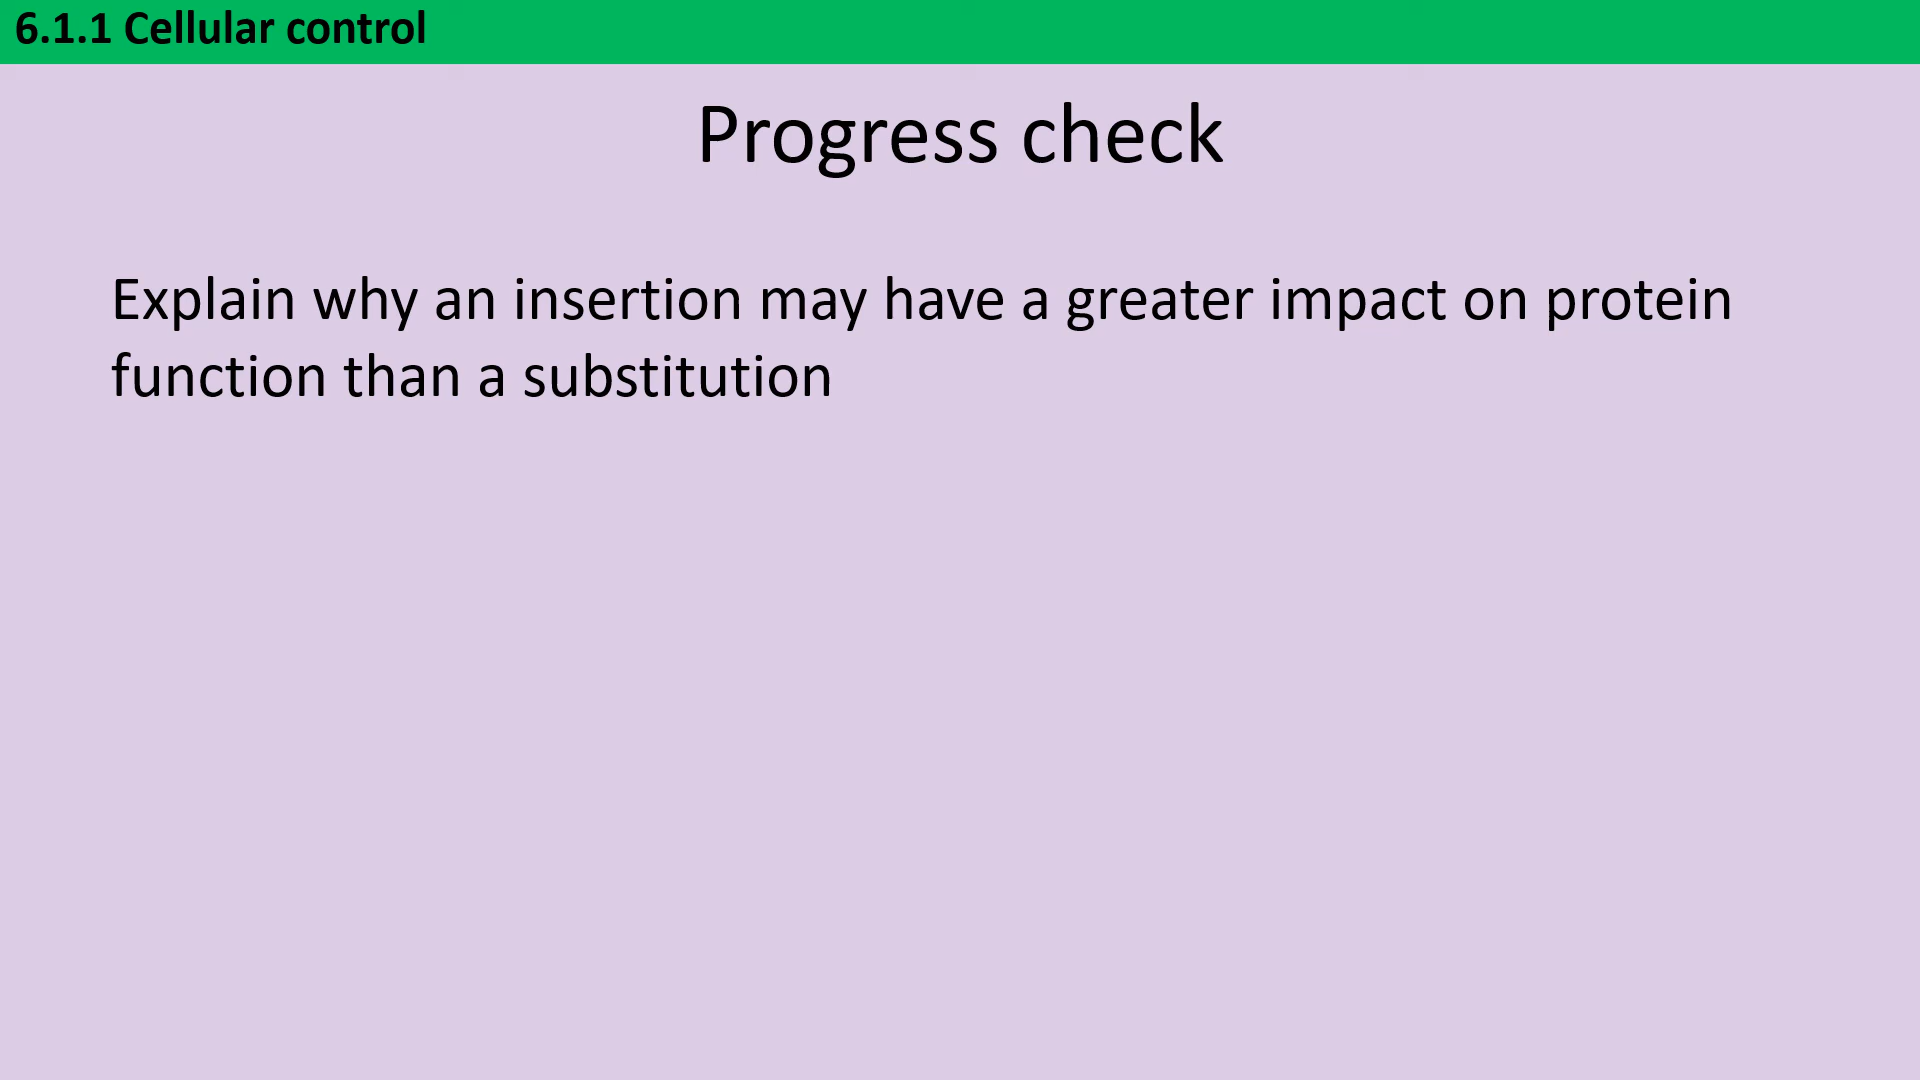 6.1.1 Cellular control
Progress check
Explain why an insertion may have a greater impact on protein
function than a substitution